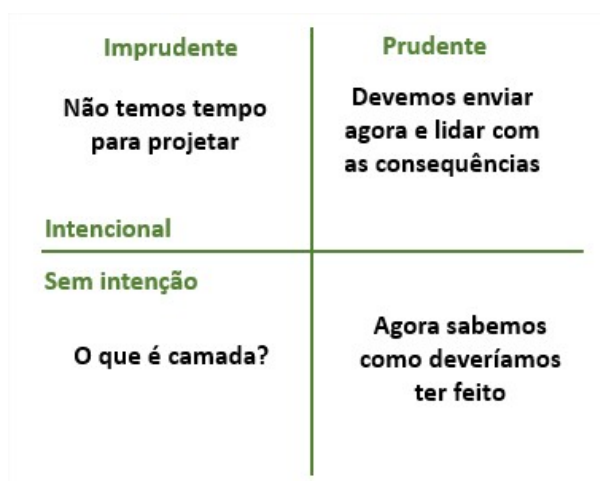 Imprudente
Prudente
Não temos tempo
para projetar
Devemos enviar
agora e lidar com
as consequências
Intencional
Sem intenção
O que é camada?
Agora sabemos
como deveríamos
ter feito